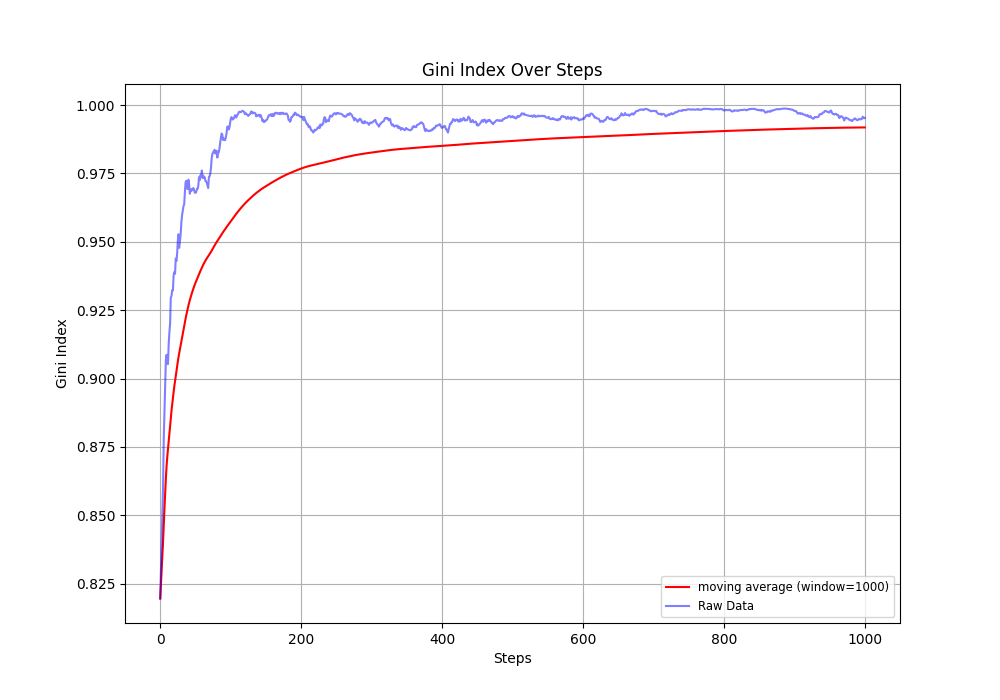 Gini Index Over Steps
1.000
0.975
0.950
0.925
0.900
0.875
0.850
0.825
Gini Index
0 200 400 600 800 1000
Steps
moving average (window=1000)
Raw Data